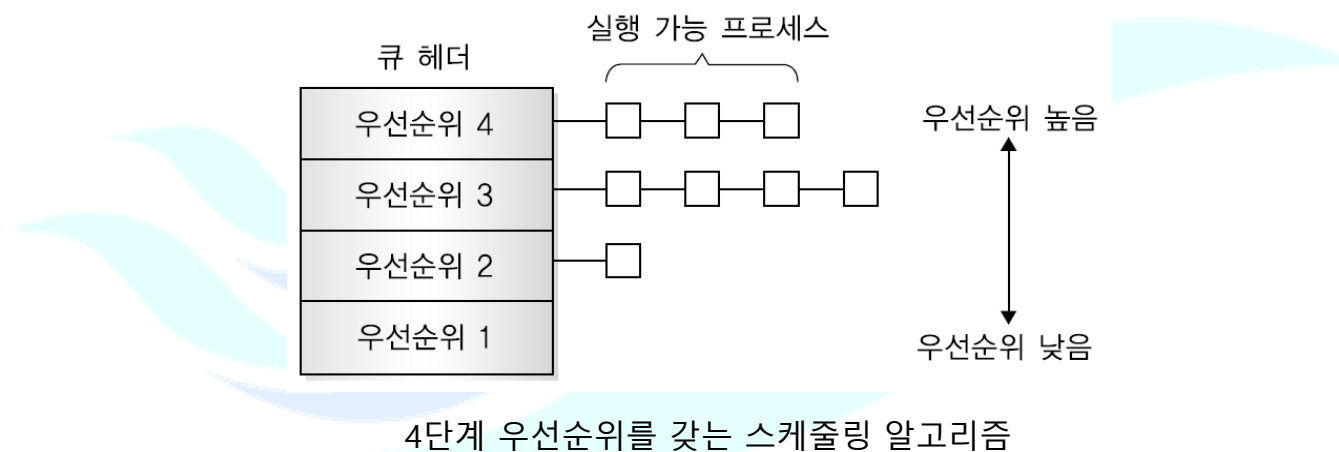 실행 가능 프로세스
큐 헤더
우선순위 4
우선순위 높음
우선순위 3
우선순위 2
우선순위 1
우선순위 낮음
4단계 우선순위를 갖는 스케줄링 알고리즘